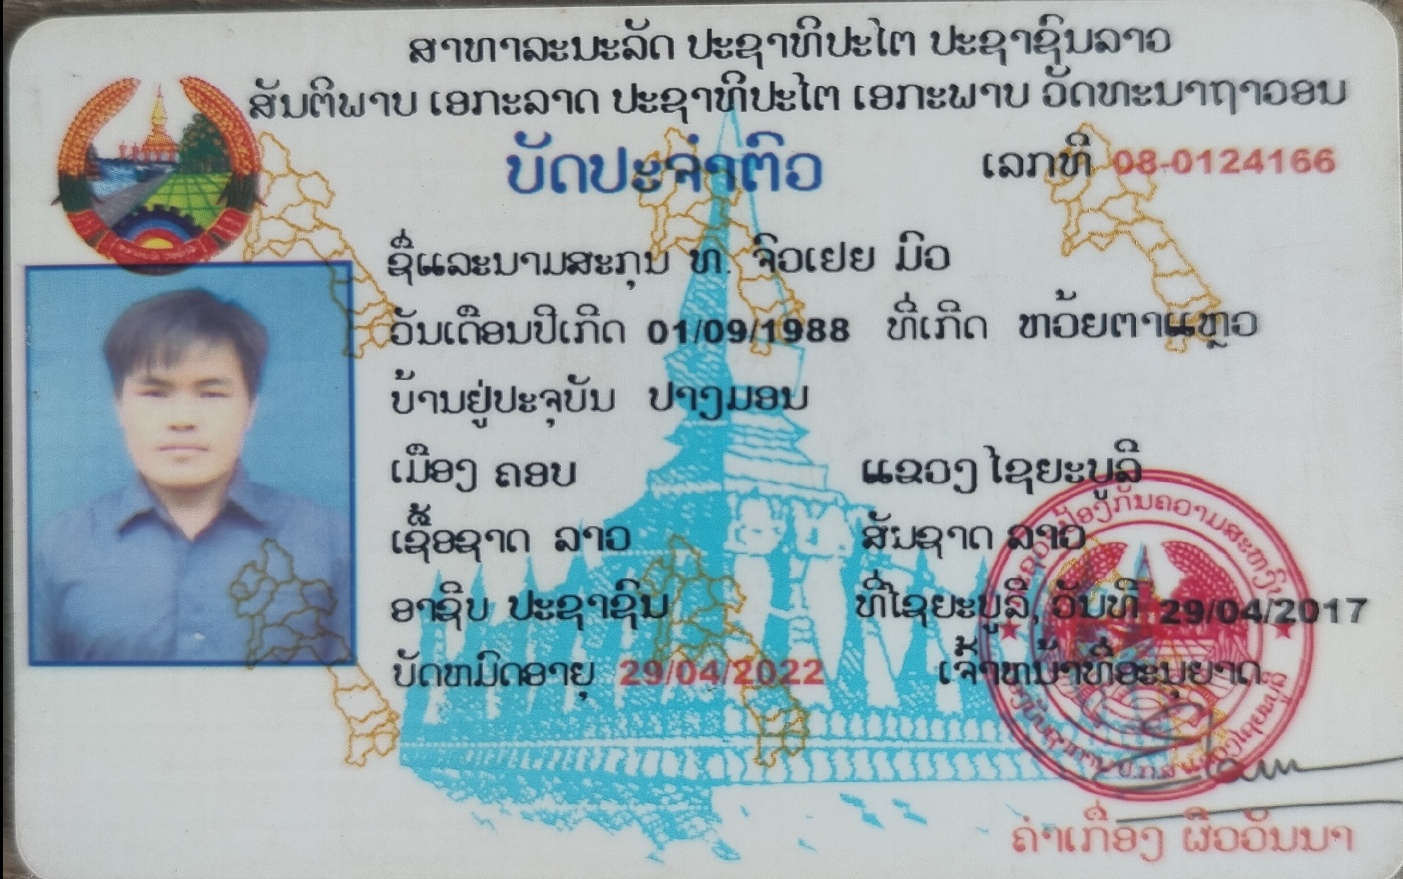 ສາທາລະນະລັດ ປະຊາທິປະໄຕ ປະຊາຊົນລາວ
ສັນຕິພາບ ເອກະລາດ ປະຊາທິປະໄຕ ເອກະພາບ ວັດທະນາຖາວອນ
ບັດປະຈຳຕົວ ເລກທີ 08-0124166
ຊື່ແລະນາມສະກຸນ ທ. ຈົວເຢຍ ມົວ
ວັນເດືອນປີເກີດ 01/09/1988 ທີ່ເກີດ ຫວ້ຍຕາແຫຼວ
ບ້ານຢູ່ປະຈຸບັນ ປາງມອນ
ເມືອງ ຄອບ ແຂວງ ໄຊຍະບູລີ
ເຊື້ອຊາດ ລາວ ສັນຊາດ ລາວ
ອາຊີບ ປະຊາຊົນ ທີ່ໄຊຍະບູລີ, ວັນທີ 29/04/2017
ບັດຫມົດອາຍຸ 29/04/2022 ເຈົ້າຫນ້າທີ່ອະນຸຍາດ
ຄຳເກື່ອງ ຜິວວັນນາ